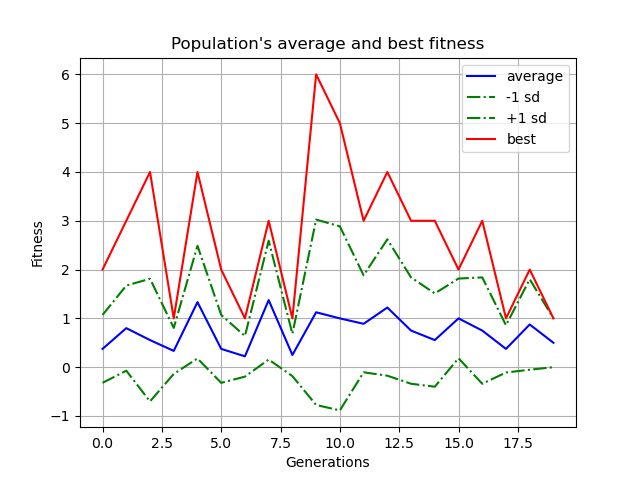 Population's average and best fitness
average
-1 sd
+1 sd
best
6
5
4
3
2
1
0
−1
Fitness
0.0 2.5 5.0 7.5 10.0 12.5 15.0 17.5
Generations